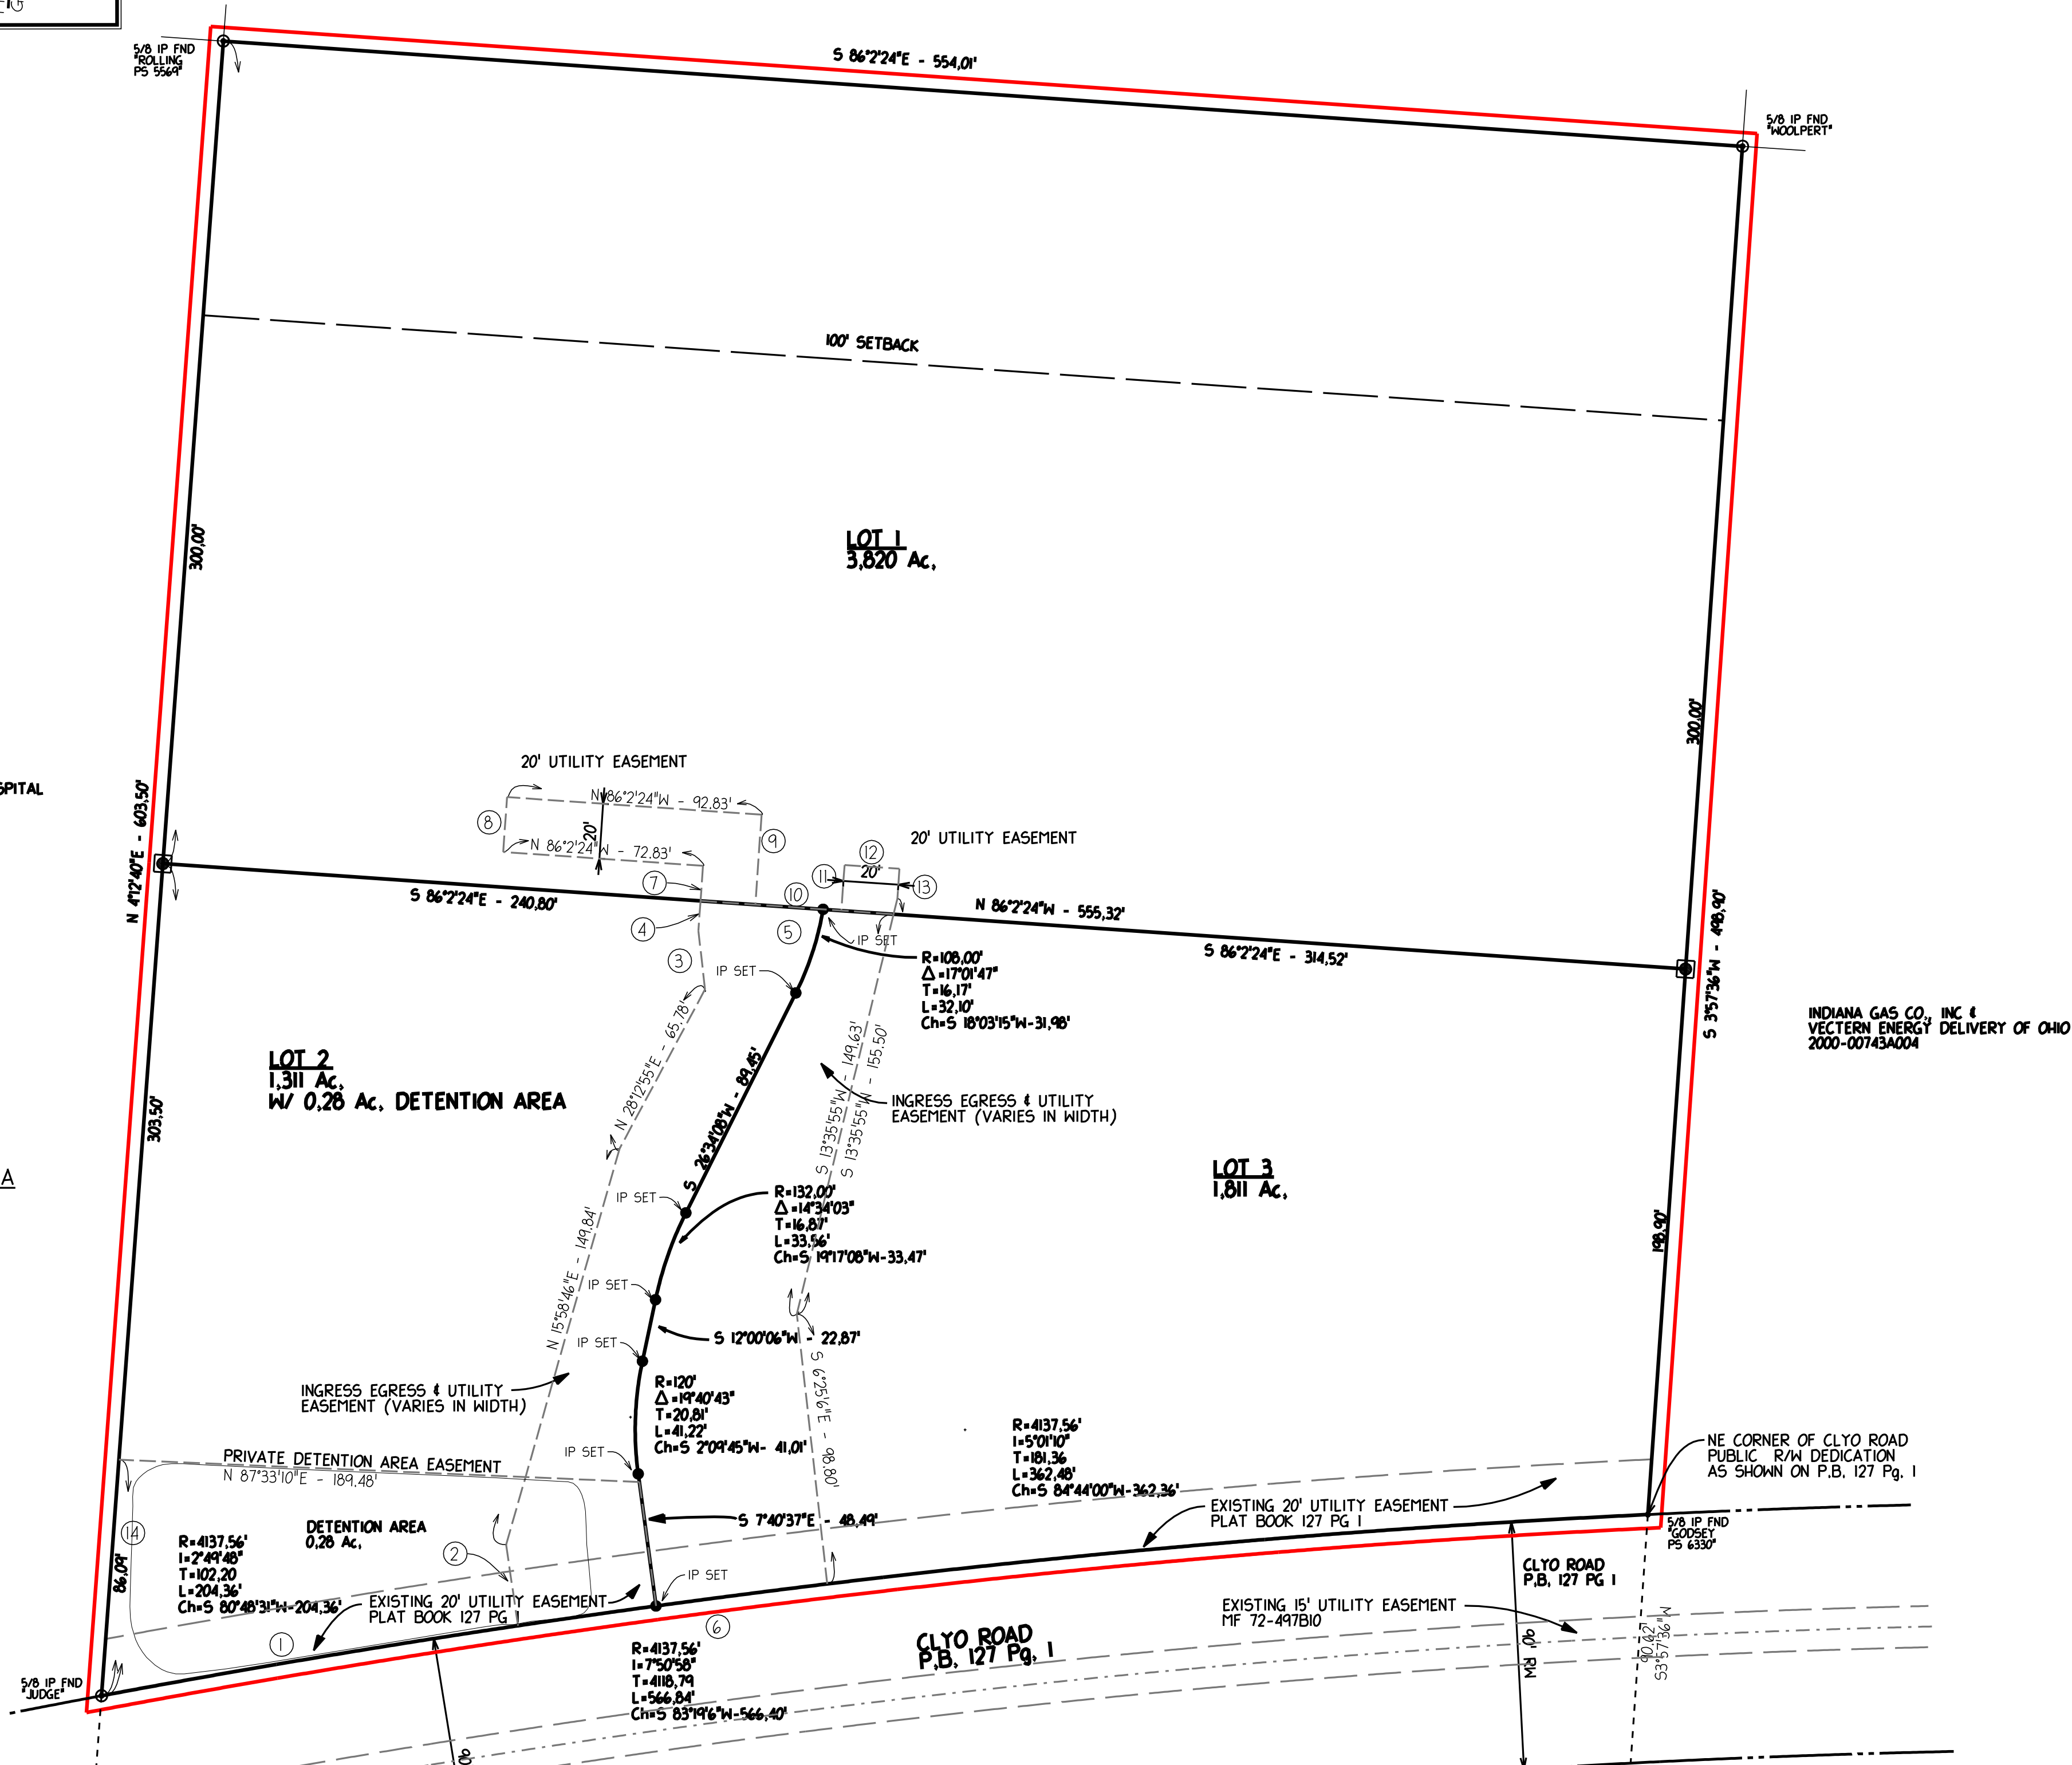 5/8 IP FND
"ROLLING
PS 5569"
S 86°2'24"E - 554,01'
5/8 IP FND
"WOOLPERT"
100' SETBACK
300,00'
LOT 1
3,820 Ac,
300,00'
20' UTILITY EASEMENT
N 86°2'24"W - 92.83'
8
20'
9
N 86°2'24"W - 72.83'
20' UTILITY EASEMENT
12
11
20'
13
7
10
N 4°12'40"E - 603,50'
SPITAL
S 86°2'24"E - 240,80'
N 86°2'24"W - 555,32'
4
5
IP SET
S 86°2'24"E - 314,52'
S 3°57'36"W - 498,90'
3
IP SET
R=108,00'
Δ=17°01'47"
T=16,17'
L=32,10'
Ch=S 18°03'15"W-31,98'
INDIANA GAS CO., INC &
VECTERN ENERGY DELIVERY OF OHIO
2000-00743A004
LOT 2
1,311 Ac,
W/ 0,28 Ac, DETENTION AREA
303,50'
N 28°12'55"E - 65.78'
S 26°34'08"W - 89,45'
S 13°35'55"W - 149.63'
S 13°35'55"W - 155.50'
INGRESS EGRESS & UTILITY
EASEMENT (VARIES IN WIDTH)
A
LOT 3
1,811 Ac,
198,90'
IP SET
R=132,00'
Δ=14°34'03"
T=16,87'
L=33,56'
Ch=S 19°17'08"W-33,47'
N 15°58'46"E - 149.84'
IP SET
S 12°00'06"W - 22,87'
IP SET
INGRESS EGRESS & UTILITY
EASEMENT (VARIES IN WIDTH)
R=120'
Δ=19°40'43"
T=20,81'
L=41,22'
Ch=S 2°09'45"W- 41,01'
S 6°25'6"E - 98.80'
IP SET
R=4137,56'
I=5°01'10"
T=181,36
L=362,48'
Ch=S 84°44'00"W-362,36'
NE CORNER OF CLYO ROAD
PUBLIC R/W DEDICATION
AS SHOWN ON P.B. 127 Pg. 1
PRIVATE DETENTION AREA EASEMENT
N 87°33'10"E - 189.48'
EXISTING 20' UTILITY EASEMENT
PLAT BOOK 127 PG 1
S 7°40'37"E - 48,49'
14
86,09'
DETENTION AREA
0,28 Ac,
2
R=4137,56'
I=2°49'48"
T=102,20
L=204,36'
Ch=S 80°48'31"W-204,36'
5/8 IP FND
"GODSEY
PS 6330"
IP SET
CLYO ROAD
P,B, 127 PG 1
EXISTING 20' UTILITY EASEMENT
PLAT BOOK 127 PG 1
EXISTING 15' UTILITY EASEMENT
MF 72-497B10
1
6
CLYO ROAD
P,B, 127 Pg, 1
90' RW
90.62'
S3°57'36"W
5/8 IP FND
"JUDGE"
R=4137,56'
I=7°50'58"
T=4118,79
L=566,84'
Ch=S 83°19'6"W-566,40'
90'